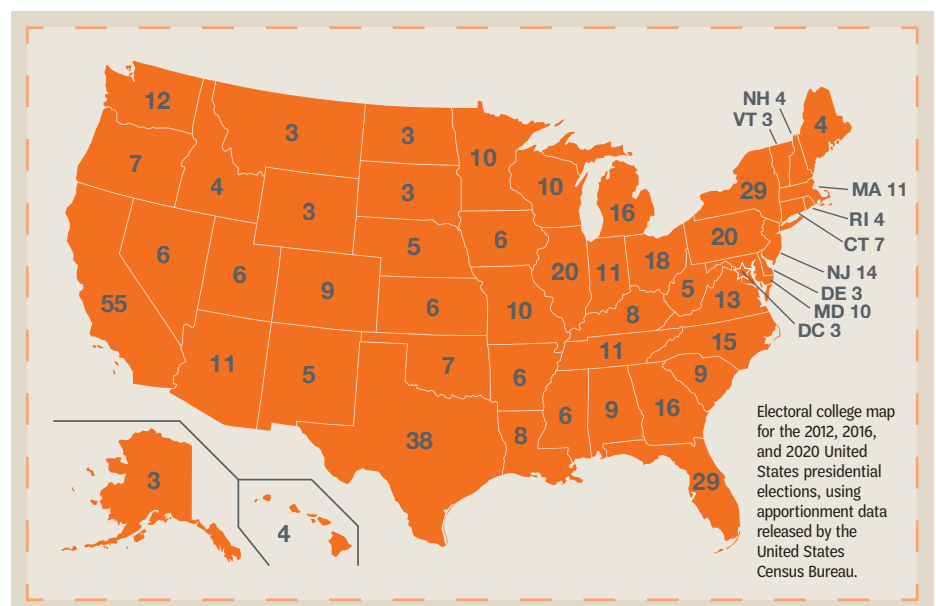 NH 4
VT 3
12
3
3
10
4
7
4
3
3
10
16
29
MA 11
RI 4
CT 7
NJ 14
DE 3
MD 10
DC 3
6
6
9
5
6
20
11
18
20
55
6
10
8
5
13
11
5
7
6
11
15
9
38
8
6
9
16
29
3
4
Electoral college map
for the 2012, 2016,
and 2020 United
States presidential
elections, using
apportionment data
released by the
United States
Census Bureau.